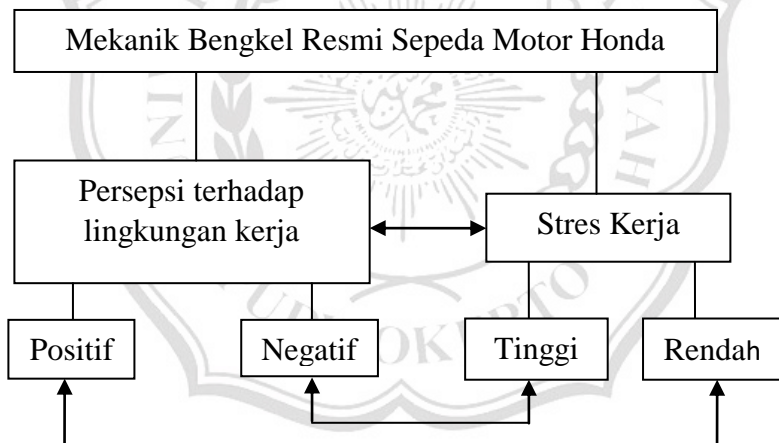 Mekanik Bengkel Resmi Sepeda Motor Honda
Persepsi terhadap
lingkungan kerja
Stres Kerja
Positif
Negatif
Tinggi
Rendah